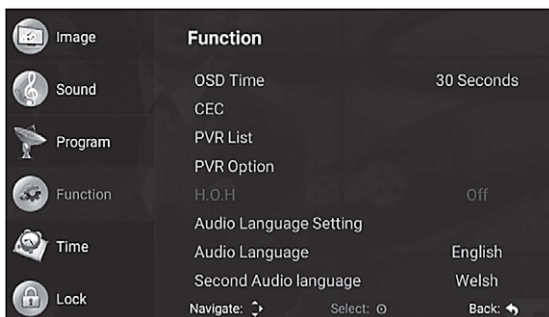 Image
Sound
Program
Function
Time
Lock
Function
OSD Time 30 Seconds
CEC
PVR List
PVR Option
H.O.H Off
Audio Language Setting
Audio Language English
Second Audio language Welsh
Navigate: Select: Back: